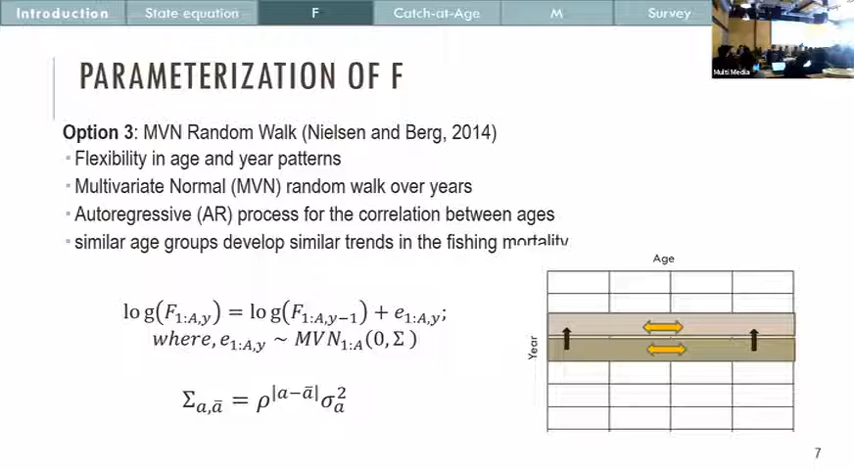 Introduction State equation F Catch-at-Age M Survey
Multi Media
PARAMETERIZATION OF F
Option 3: MVN Random Walk (Nielsen and Berg, 2014)
Flexibility in age and year patterns
Multivariate Normal (MVN) random walk over years
Autoregressive (AR) process for the correlation between ages
similar age groups develop similar trends in the fishing mortality
log(F₁:A,y) = log(F₁:A,y−1) + e₁:A,y;
where, e₁:A,y ~ MVN₁:A(0, Σ )
Σa,ā = ρ^|a−ā| σₐ²
Age
Year
7